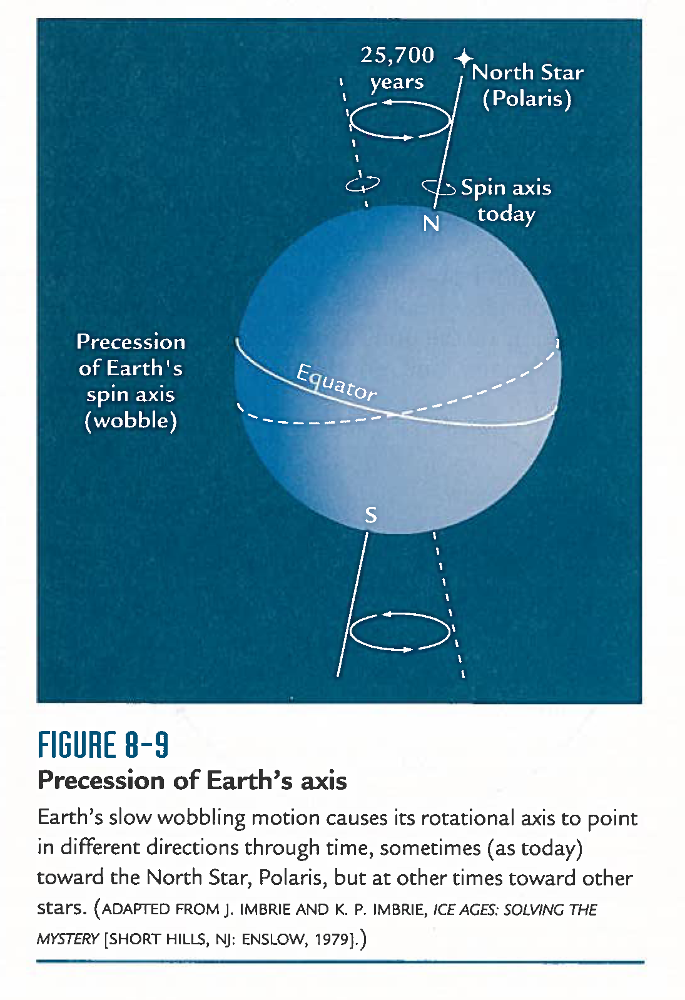 25,700
years
North Star
(Polaris)
Spin axis
today
N
Precession
of Earth's
spin axis
(wobble)
Equator
S
FIGURE 8-9
Precession of Earth's axis
Earth's slow wobbling motion causes its rotational axis to point
in different directions through time, sometimes (as today)
toward the North Star, Polaris, but at other times toward other
stars. (ADAPTED FROM J. IMBRIE AND K. P. IMBRIE, ICE AGES: SOLVING THE
MYSTERY [SHORT HILLS, NJ: ENSLOW, 1979].)